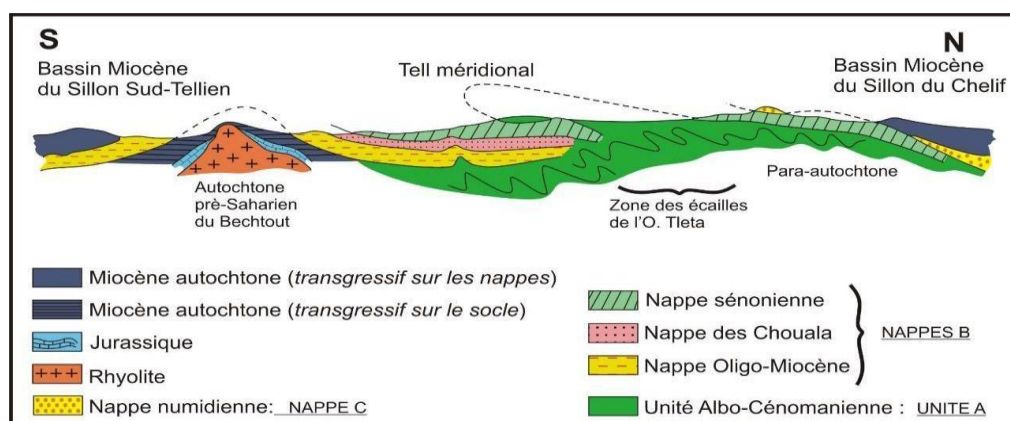 S
N
Bassin Miocène
du Sillon Sud-Tellien
Tell méridional
Bassin Miocène
du Sillon du Chelif
Autochtone
prè-Saharien
du Bechtout
Zone des écailles
de l'O. Tleta
Para-autochtone
Miocène autochtone (transgressif sur les nappes)
Miocène autochtone (transgressif sur le socle)
Jurassique
Rhyolite
Nappe numidienne: NAPPE C
Nappe sénonienne
Nappe des Chouala
Nappe Oligo-Miocène
NAPPES B
Unité Albo-Cénomanienne : UNITE A